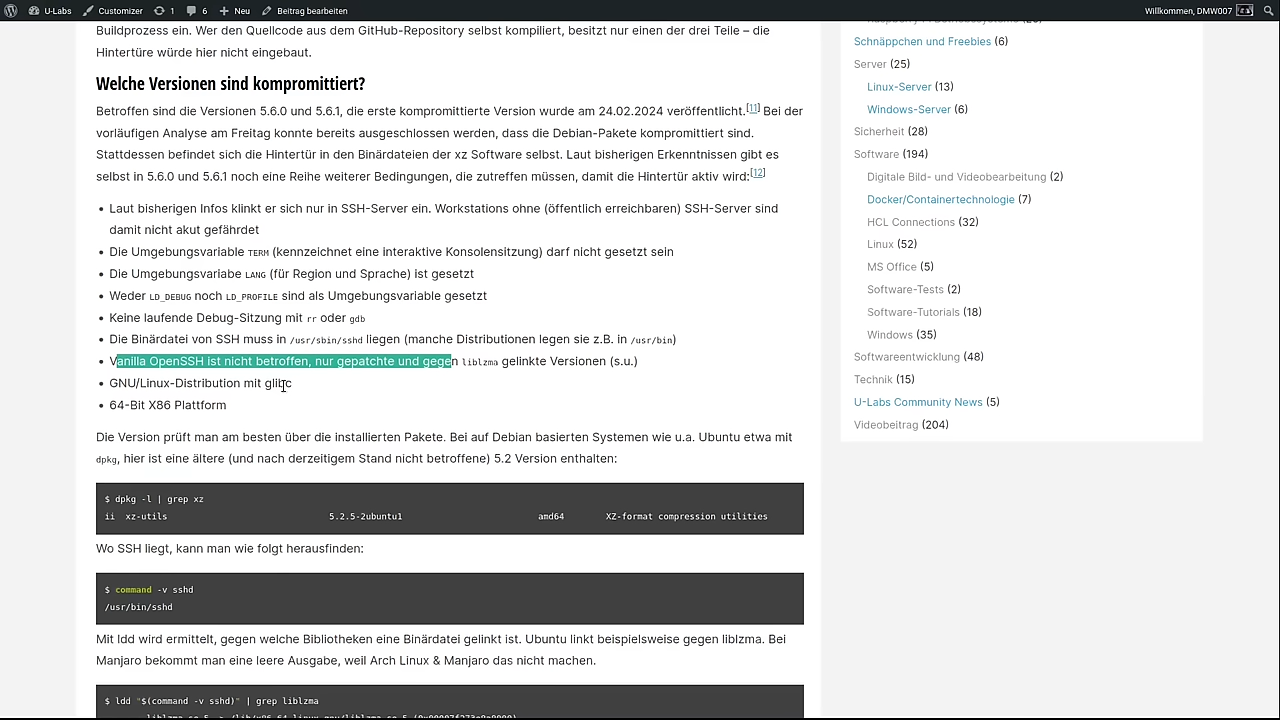 U-Labs
Customizer
1
6
Neu
Beitrag bearbeiten
Willkommen, DMW007
Buildprozess ein. Wer den Quellcode aus dem GitHub-Repository selbst kompiliert, besitzt nur einen der drei Teile – die
Hintertüre würde hier nicht eingebaut.
Welche Versionen sind kompromittiert?
Betroffen sind die Versionen 5.6.0 und 5.6.1, die erste kompromittierte Version wurde am 24.02.2024 veröffentlicht.[11] Bei der
vorläufigen Analyse am Freitag konnte bereits ausgeschlossen werden, dass die Debian-Pakete kompromittiert sind.
Stattdessen befindet sich die Hintertür in den Binärdateien der xz Software selbst. Laut bisherigen Erkenntnissen gibt es
selbst in 5.6.0 und 5.6.1 noch eine Reihe weiterer Bedingungen, die zutreffen müssen, damit die Hintertür aktiv wird:[12]
• Laut bisherigen Infos klinkt er sich nur in SSH-Server ein. Workstations ohne (öffentlich erreichbaren) SSH-Server sind
damit nicht akut gefährdet
• Die Umgebungsvariable TERM (kennzeichnet eine interaktive Konsolensitzung) darf nicht gesetzt sein
• Die Umgebungsvariabe LANG (für Region und Sprache) ist gesetzt
• Weder LD_DEBUG noch LD_PROFILE sind als Umgebungsvariable gesetzt
• Keine laufende Debug-Sitzung mit rr oder gdb
• Die Binärdatei von SSH muss in /usr/sbin/sshd liegen (manche Distributionen legen sie z.B. in /usr/bin)
• Vanilla OpenSSH ist nicht betroffen, nur gepatchte und gegen liblzma gelinkte Versionen (s.u.)
• GNU/Linux-Distribution mit glibc
• 64-Bit X86 Plattform
Die Version prüft man am besten über die installierten Pakete. Bei auf Debian basierten Systemen wie u.a. Ubuntu etwa mit
dpkg, hier ist eine ältere (und nach derzeitigem Stand nicht betroffene) 5.2 Version enthalten:
$ dpkg -l | grep xz
ii xz-utils 5.2.5-2ubuntu1 amd64 XZ-format compression utilities
Wo SSH liegt, kann man wie folgt herausfinden:
$ command -v sshd
/usr/bin/sshd
Mit ldd wird ermittelt, gegen welche Bibliotheken eine Binärdatei gelinkt ist. Ubuntu linkt beispielsweise gegen liblzma. Bei
Manjaro bekommt man eine leere Ausgabe, weil Arch Linux & Manjaro das nicht machen.
$ ldd "$(command -v sshd)" | grep liblzma
Schnäppchen und Freebies (6)
Server (25)
Linux-Server (13)
Windows-Server (6)
Sicherheit (28)
Software (194)
Digitale Bild- und Videobearbeitung (2)
Docker/Containertechnologie (7)
HCL Connections (32)
Linux (52)
MS Office (5)
Software-Tests (2)
Software-Tutorials (18)
Windows (35)
Softwareentwicklung (48)
Technik (15)
U-Labs Community News (5)
Videobeitrag (204)